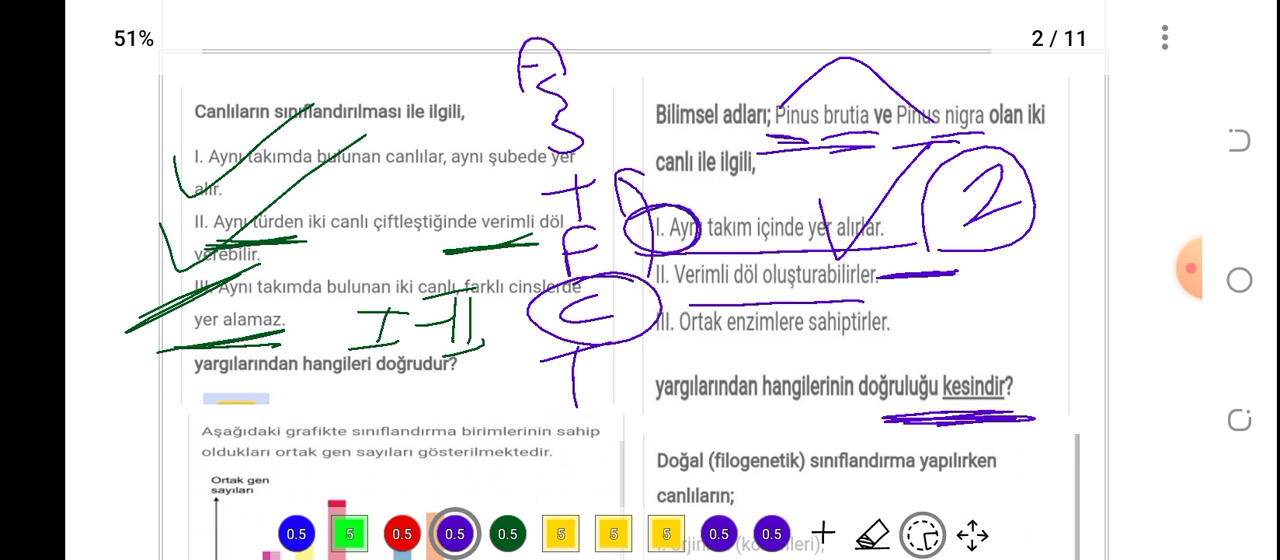 51%
2 / 11
Canlıların sınıflandırılması ile ilgili,
I. Aynı takımda bulunan canlılar, aynı şubede yer
alır.
II. Aynı türden iki canlı çiftleştiğinde verimli döl
verebilir.
III. Aynı takımda bulunan iki canlı, farklı cinslerde
yer alamaz.
I - II
yargılarından hangileri doğrudur?
Aşağıdaki grafikte sınıflandırma birimlerinin sahip
oldukları ortak gen sayıları gösterilmektedir.
Ortak gen
sayıları
T
F
C
T
Bilimsel adları; Pinus brutia ve Pinus nigra olan iki
canlı ile ilgili,
2
I. Aynı takım içinde yer alırlar.
II. Verimli döl oluşturabilirler.
III. Ortak enzimlere sahiptirler.
yargılarından hangilerinin doğruluğu kesindir?
Doğal (filogenetik) sınıflandırma yapılırken
canlıların;
0.5 5 0.5 0.5 0.5 5 5 5 0.5 0.5